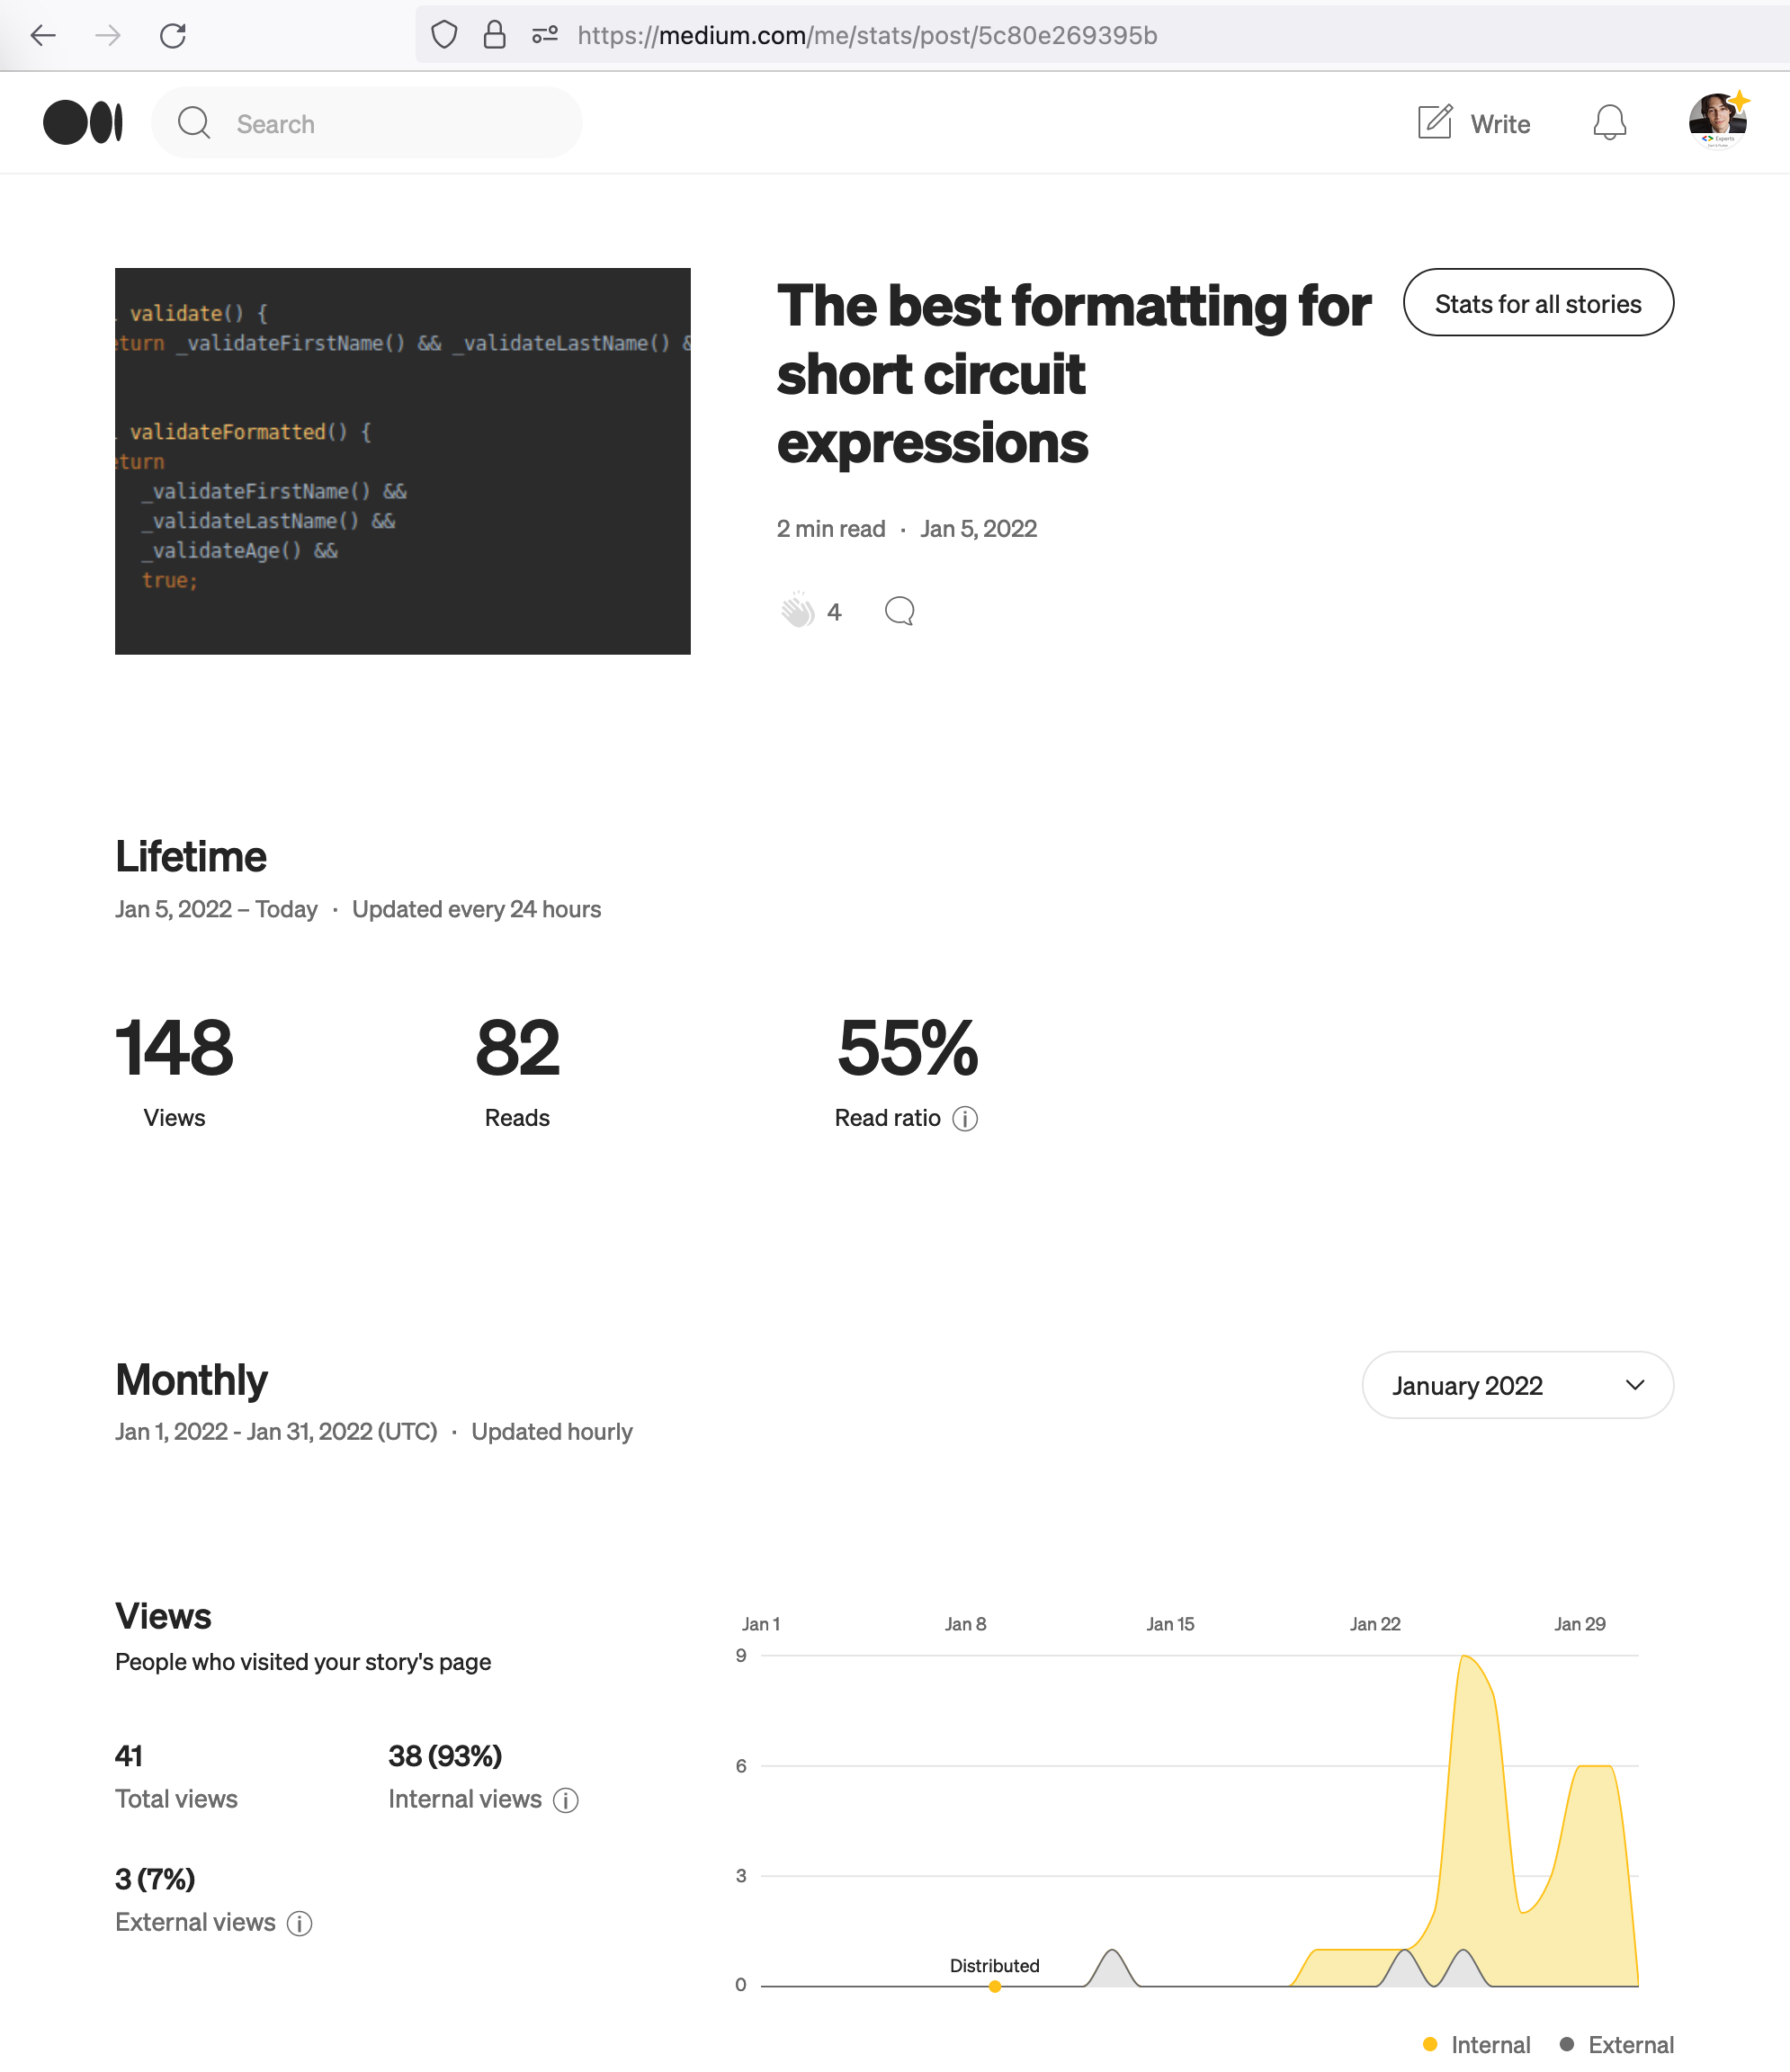 https://medium.com/me/stats/post/5c80e269395b
Search
Write
validate() {
turn _validateFirstName() && _validateLastName() &
validateFormatted() {
turn
_validateFirstName() &&
_validateLastName() &&
_validateAge() &&
true;
The best formatting for
short circuit
expressions
Stats for all stories
2 min read · Jan 5, 2022
4
Lifetime
Jan 5, 2022 – Today · Updated every 24 hours
148
Views
82
Reads
55%
Read ratio
Monthly
January 2022
Jan 1, 2022 - Jan 31, 2022 (UTC) · Updated hourly
Views
People who visited your story's page
41
Total views
38 (93%)
Internal views
3 (7%)
External views
Jan 1 Jan 8 Jan 15 Jan 22 Jan 29
9
6
3
0
Distributed
Internal External